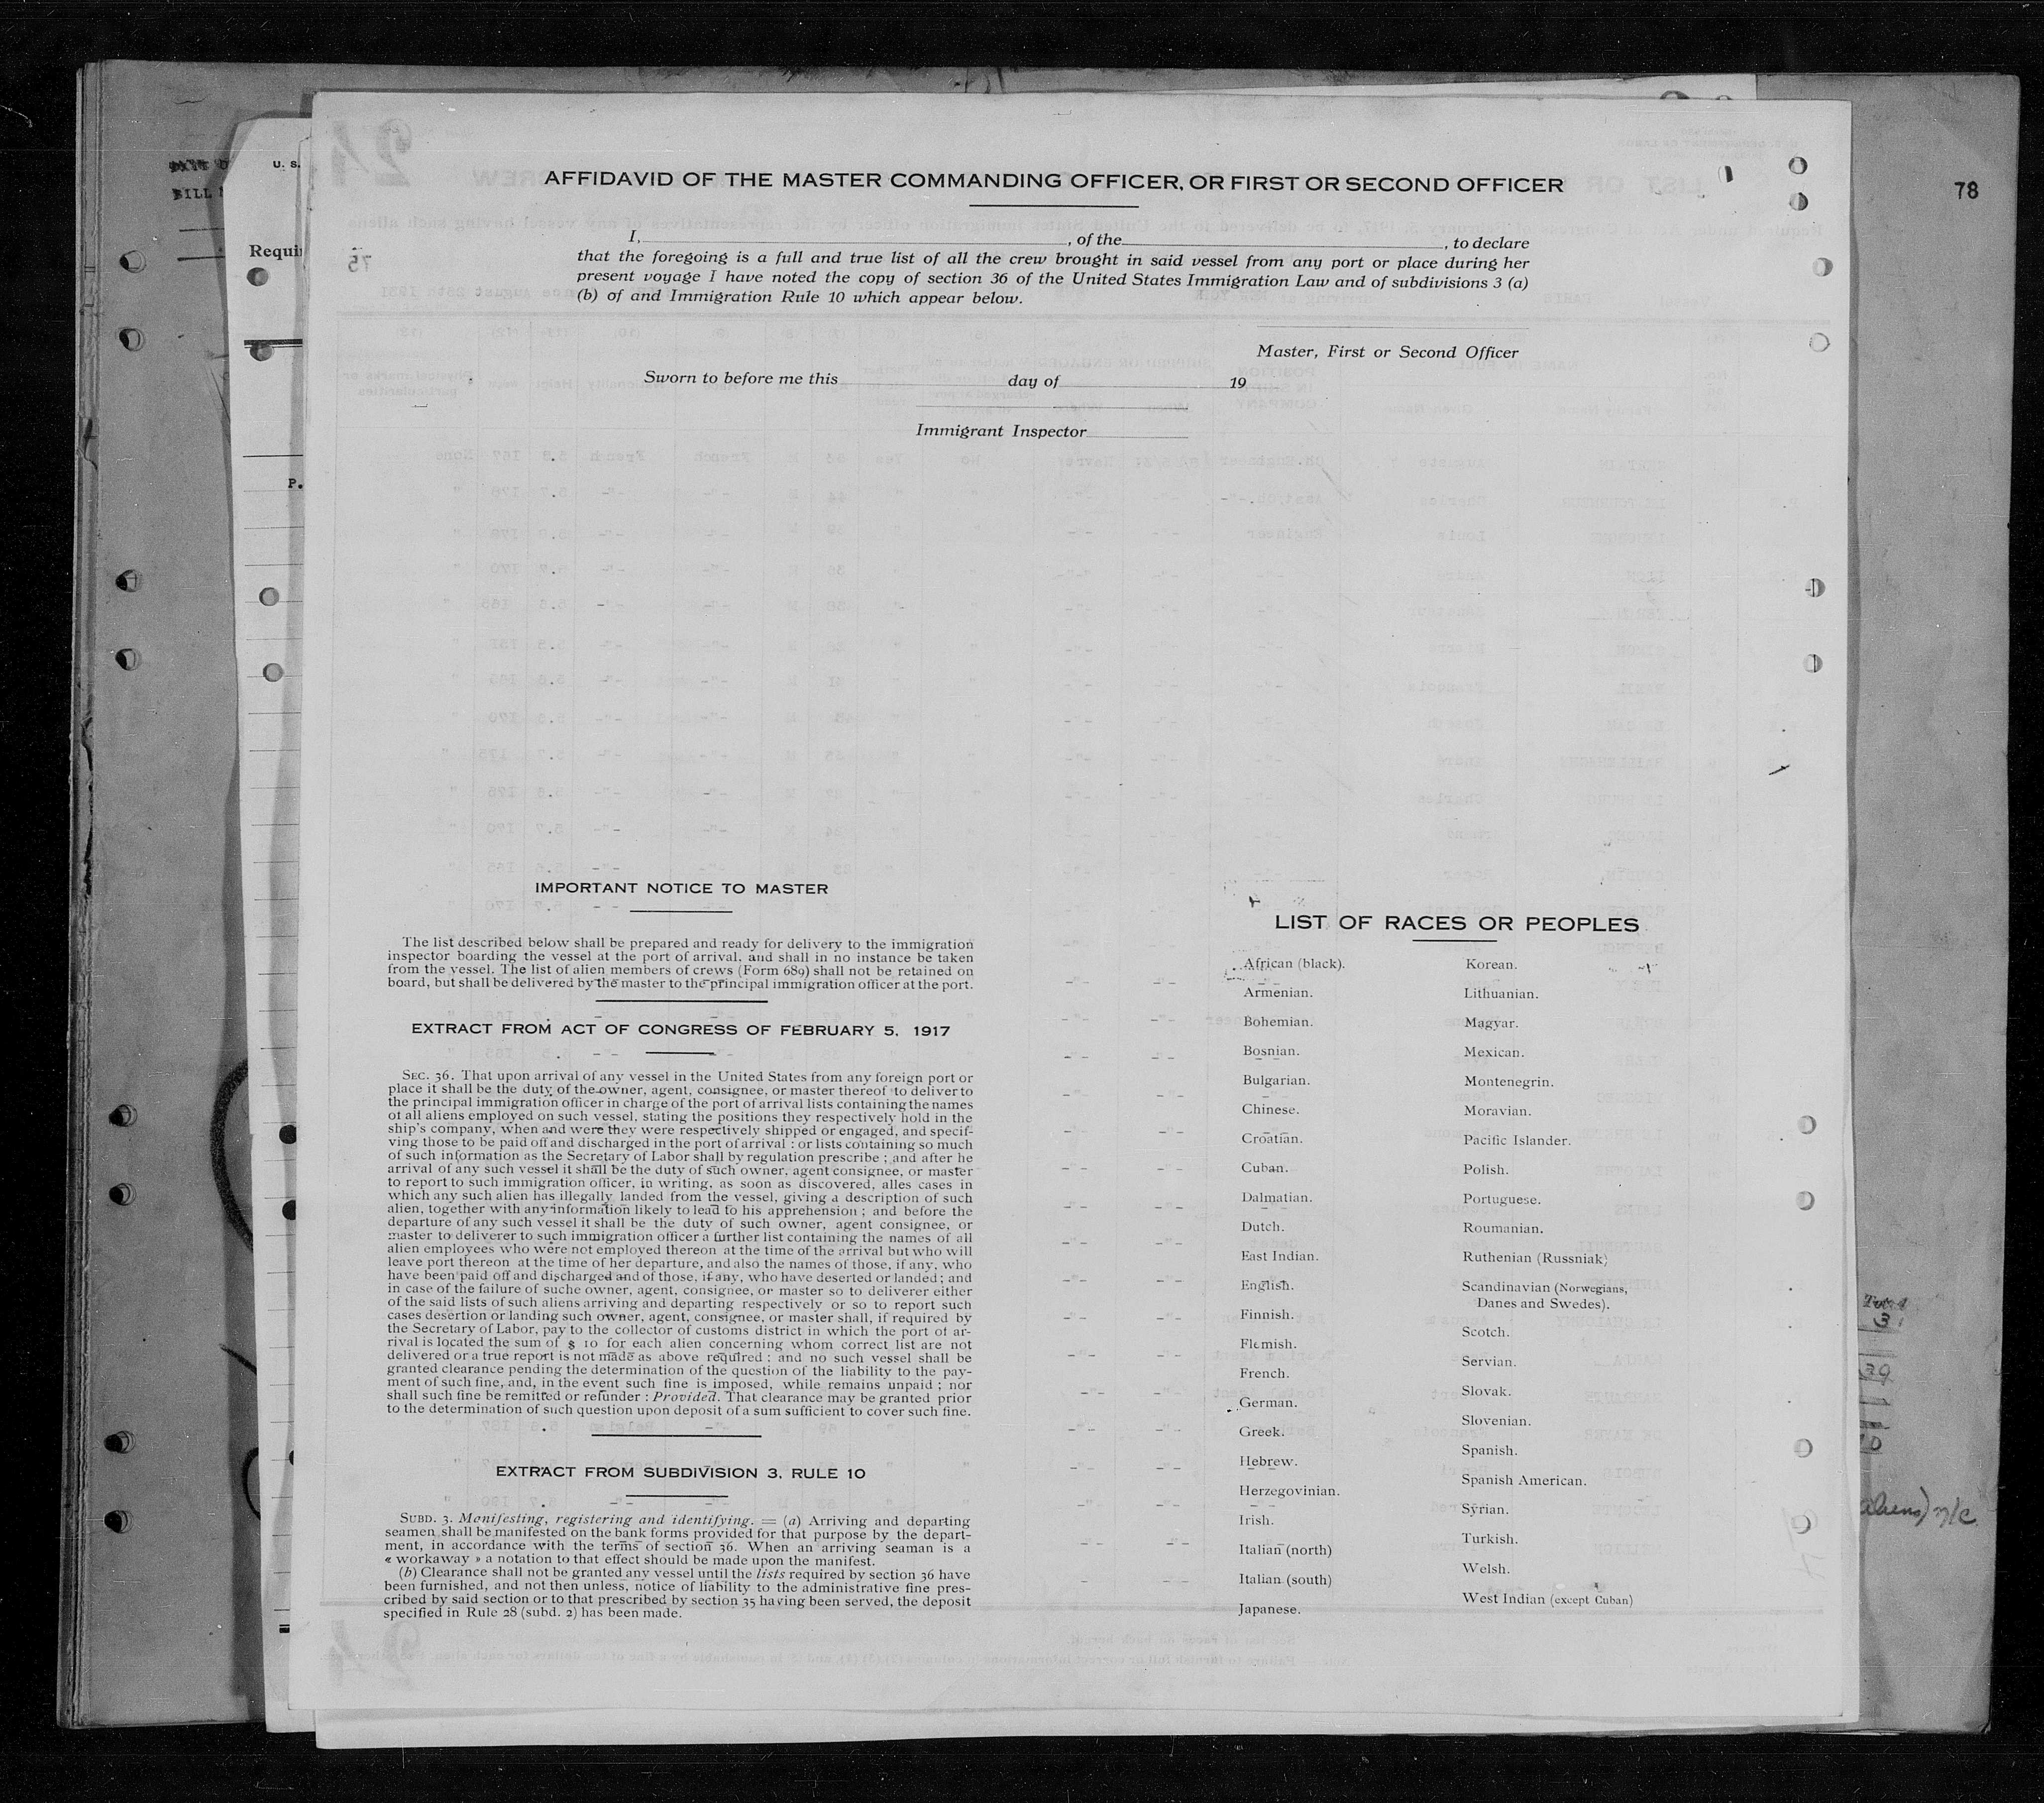 78
U. S.
BILL
Requi
P.
AFFIDAVID OF THE MASTER COMMANDING OFFICER, OR FIRST OR SECOND OFFICER
I, , of the , to declare
that the foregoing is a full and true list of all the crew brought in said vessel from any port or place during her
present voyage I have noted the copy of section 36 of the United States Immigration Law and of subdivisions 3 (a)
(b) of and Immigration Rule 10 which appear below.
Master, First or Second Officer
Sworn to before me this day of 19
Immigrant Inspector
IMPORTANT NOTICE TO MASTER
The list described below shall be prepared and ready for delivery to the immigration
inspector boarding the vessel at the port of arrival, and shall in no instance be taken
from the vessel. The list of alien members of crews (Form 689) shall not be retained on
board, but shall be delivered by the master to the principal immigration officer at the port.
EXTRACT FROM ACT OF CONGRESS OF FEBRUARY 5, 1917
SEC. 36. That upon arrival of any vessel in the United States from any foreign port or
place it shall be the duty of the owner, agent, consignee, or master thereof to deliver to
the principal immigration officer in charge of the port of arrival lists containing the names
of all aliens employed on such vessel, stating the positions they respectively hold in the
ship's company, when and were they were respectively shipped or engaged, and specif-
ving those to be paid off and discharged in the port of arrival : or lists containing so much
of such information as the Secretary of Labor shall by regulation prescribe ; and after he
arrival of any such vessel it shall be the duty of such owner, agent consignee, or master
to report to such immigration officer, in writing, as soon as discovered, alles cases in
which any such alien has illegally landed from the vessel, giving a description of such
alien, together with any information likely to lead to his apprehension ; and before the
departure of any such vessel it shall be the duty of such owner, agent consignee, or
master to deliverer to such immigration officer a further list containing the names of all
alien employees who were not employed thereon at the time of the arrival but who will
leave port thereon at the time of her departure, and also the names of those, if any, who
have been paid off and discharged and of those, if any, who have deserted or landed ; and
in case of the failure of suche owner, agent, consignee, or master so to deliverer either
of the said lists of such aliens arriving and departing respectively or so to report such
cases desertion or landing such owner, agent, consignee, or master shall, if required by
the Secretary of Labor, pay to the collector of customs district in which the port of ar-
rival is located the sum of $ 10 for each alien concerning whom correct list are not
delivered or a true report is not made as above required ; and no such vessel shall be
granted clearance pending the determination of the question of the liability to the pay-
ment of such fine, and, in the event such fine is imposed, while remains unpaid ; nor
shall such fine be remitted or refunder : Provided. That clearance may be granted prior
to the determination of such question upon deposit of a sum sufficient to cover such fine.
EXTRACT FROM SUBDIVISION 3, RULE 10
SUBD. 3. Manifesting, registering and identifying. = (a) Arriving and departing
seamen shall be manifested on the bank forms provided for that purpose by the depart-
ment, in accordance with the terms of section 36. When an arriving seaman is a
« workaway » a notation to that effect should be made upon the manifest.
(b) Clearance shall not be granted any vessel until the lists required by section 36 have
been furnished, and not then unless, notice of liability to the administrative fine pres-
cribed by said section or to that prescribed by section 35 having been served, the deposit
specified in Rule 28 (subd. 2) has been made.
LIST OF RACES OR PEOPLES
African (black).
Armenian.
Bohemian.
Bosnian.
Bulgarian.
Chinese.
Croatian.
Cuban.
Dalmatian.
Dutch.
East Indian.
English.
Finnish.
Flemish.
French.
German.
Greek.
Hebrew.
Herzegovinian.
Irish.
Italian (north)
Italian (south)
Japanese.
Korean.
Lithuanian.
Magyar.
Mexican.
Montenegrin.
Moravian.
Pacific Islander.
Polish.
Portuguese.
Roumanian.
Ruthenian (Russniak)
Scandinavian (Norwegians,
Danes and Swedes).
Scotch.
Servian.
Slovak.
Slovenian.
Spanish.
Spanish American.
Syrian.
Turkish.
Welsh.
West Indian (except Cuban)
Total
3
39
aliens) n/c